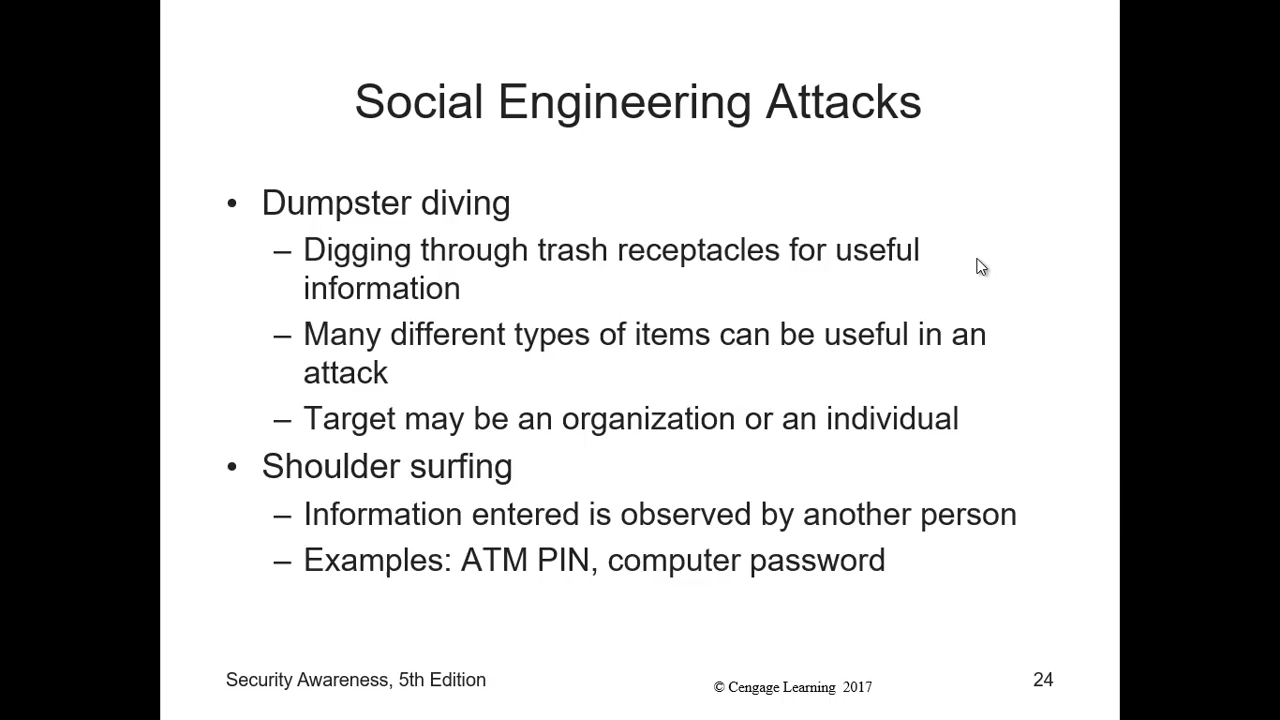 Social Engineering Attacks
• Dumpster diving
– Digging through trash receptacles for useful
information
– Many different types of items can be useful in an
attack
– Target may be an organization or an individual
• Shoulder surfing
– Information entered is observed by another person
– Examples: ATM PIN, computer password
Security Awareness, 5th Edition
© Cengage Learning 2017
24